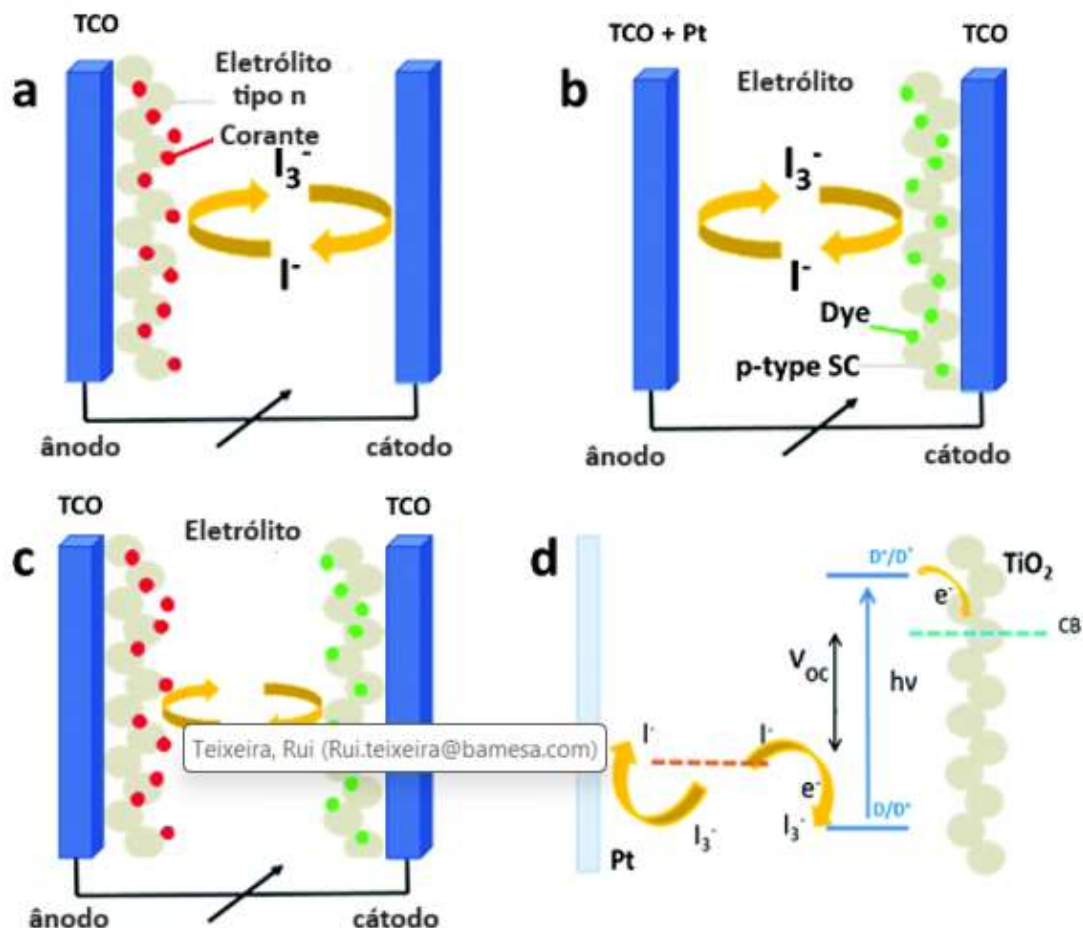 TCO
a
Eletrólito
tipo n
Corante
I₃⁻
I⁻
ânodo
cátodo
TCO + Pt
TCO
b
Eletrólito
I₃⁻
I⁻
Dye
p-type SC
ânodo
cátodo
TCO
TCO
c
Eletrólito
Teixeira, Rui (Rui.teixeira@bamesa.com)
ânodo
cátodo
d
TiO₂
e⁻
CB
V_OC
hν
I⁻
I⁻
e⁻
I₃⁻
I₃⁻
D/D⁺
Pt